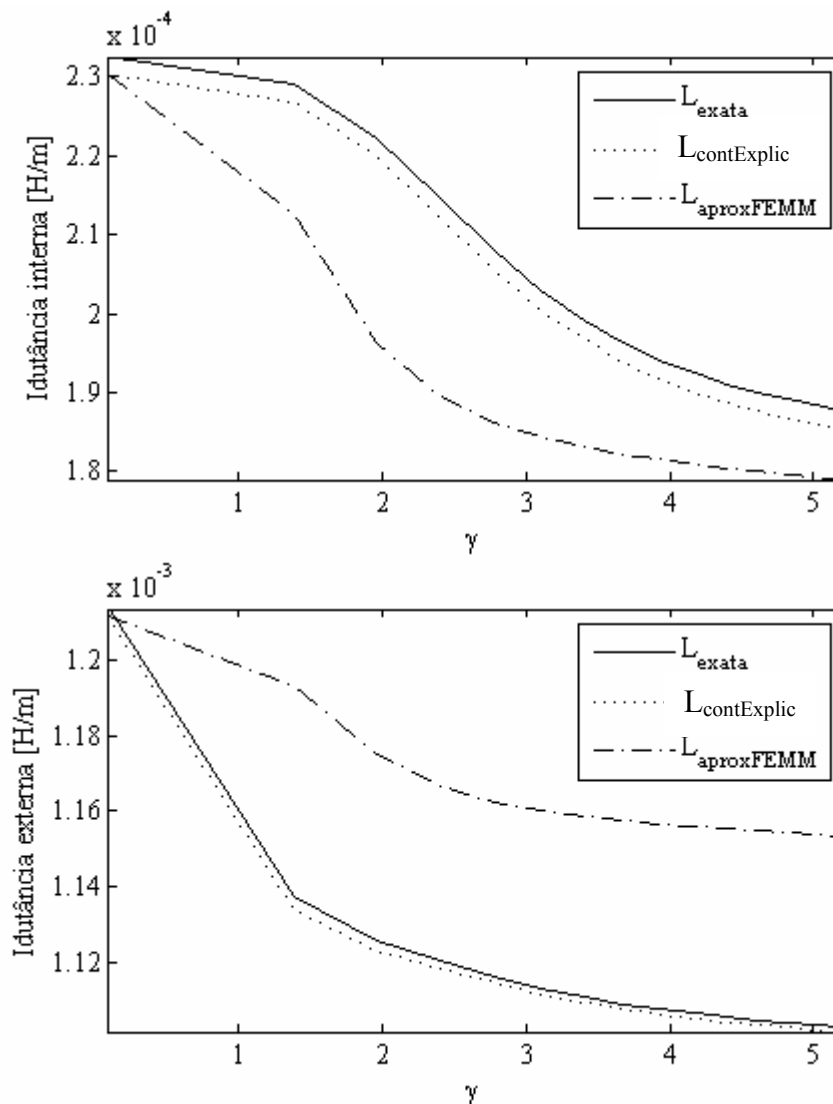 x 10⁻⁴
2.3
2.2
2.1
2
1.9
1.8
Idutância interna [H/m]
L_exata
L_contExplic
L_aproxFEMM
1 2 3 4 5
γ
x 10⁻³
1.2
1.18
1.16
1.14
1.12
Idutância externa [H/m]
L_exata
L_contExplic
L_aproxFEMM
1 2 3 4 5
γ